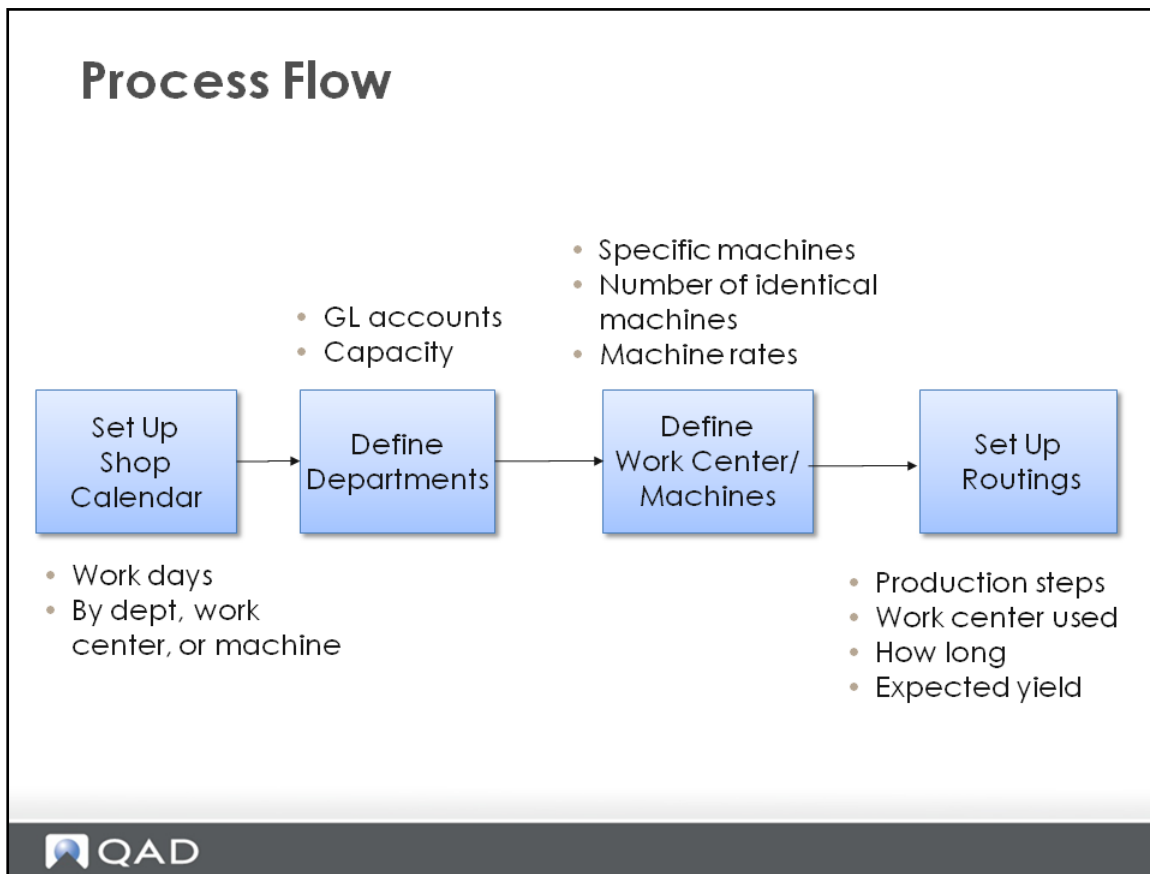 Process Flow
• Specific machines
• Number of identical
machines
• Machine rates
• GL accounts
• Capacity
Set Up
Shop
Calendar
Define
Departments
Define
Work Center/
Machines
Set Up
Routings
• Work days
• By dept, work
center, or machine
• Production steps
• Work center used
• How long
• Expected yield
QAD